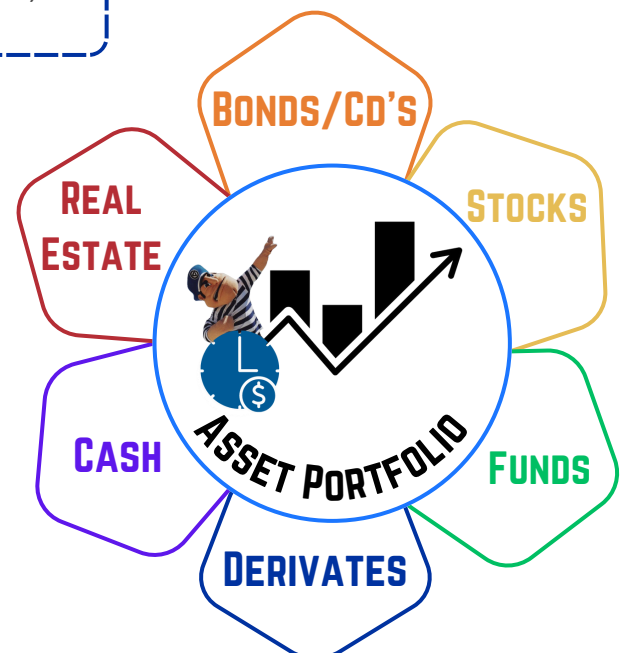 BONDS/CD'S
STOCKS
REAL
ESTATE
$
ASSET PORTFOLIO
CASH
FUNDS
DERIVATES